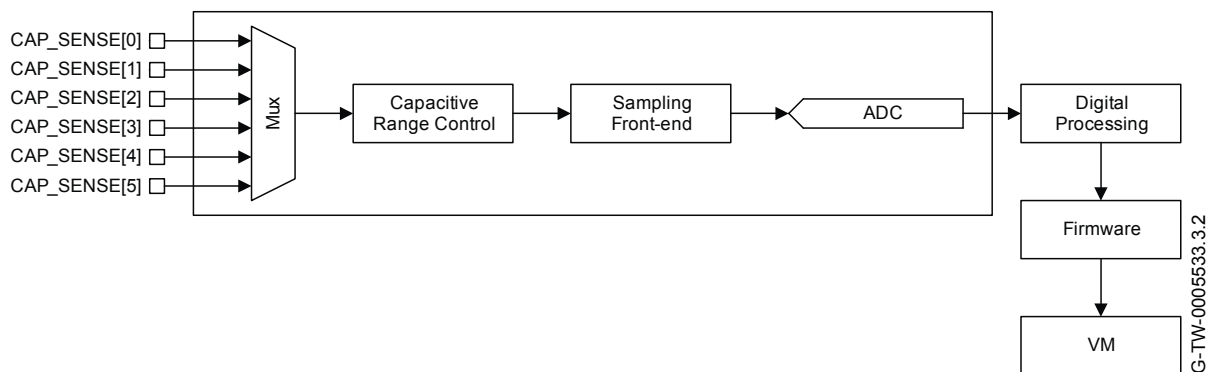 CAP_SENSE[0]
CAP_SENSE[1]
CAP_SENSE[2]
CAP_SENSE[3]
CAP_SENSE[4]
CAP_SENSE[5]
Mux
Capacitive
Range Control
Sampling
Front-end
ADC
Digital
Processing
Firmware
VM
G-TW-0005533.3.2